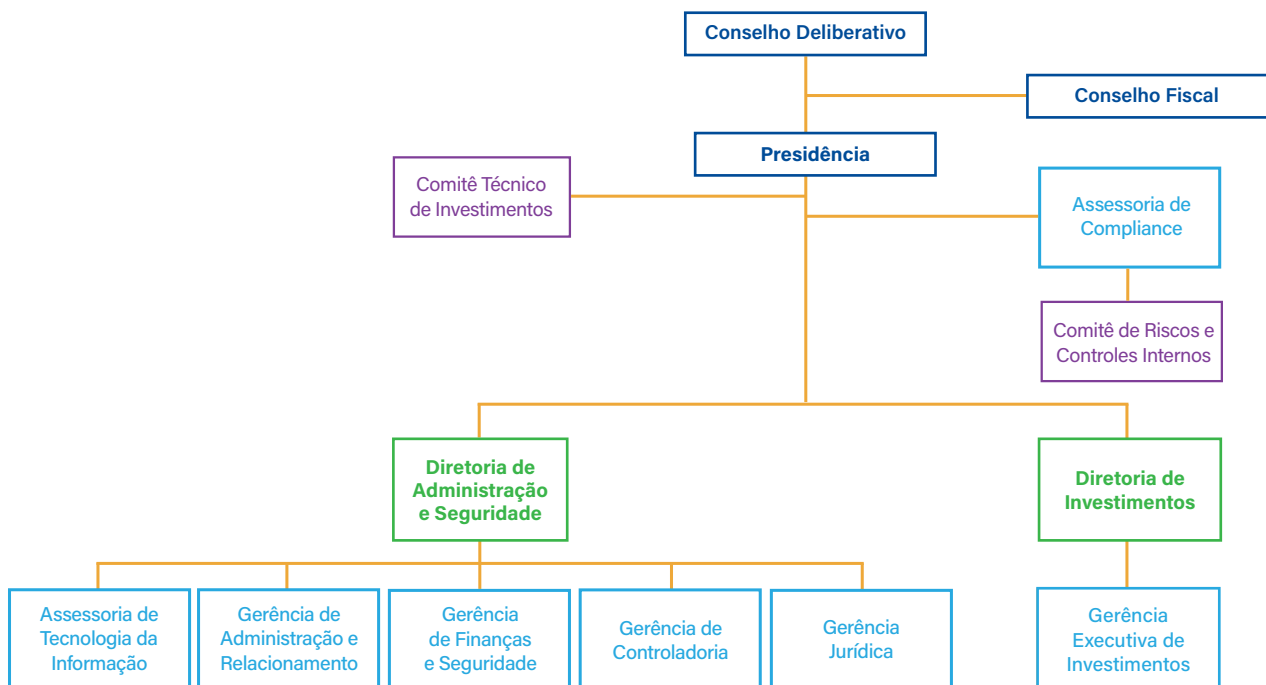 Conselho Deliberativo
Conselho Fiscal
Presidência
Comitê Técnico
de Investimentos
Assessoria de
Compliance
Comitê de Riscos e
Controles Internos
Diretoria de
Administração
e Seguridade
Diretoria de
Investimentos
Assessoria de
Tecnologia da
Informação
Gerência de
Administração e
Relacionamento
Gerência
de Finanças
e Seguridade
Gerência de
Controladoria
Gerência
Jurídica
Gerência
Executiva de
Investimentos